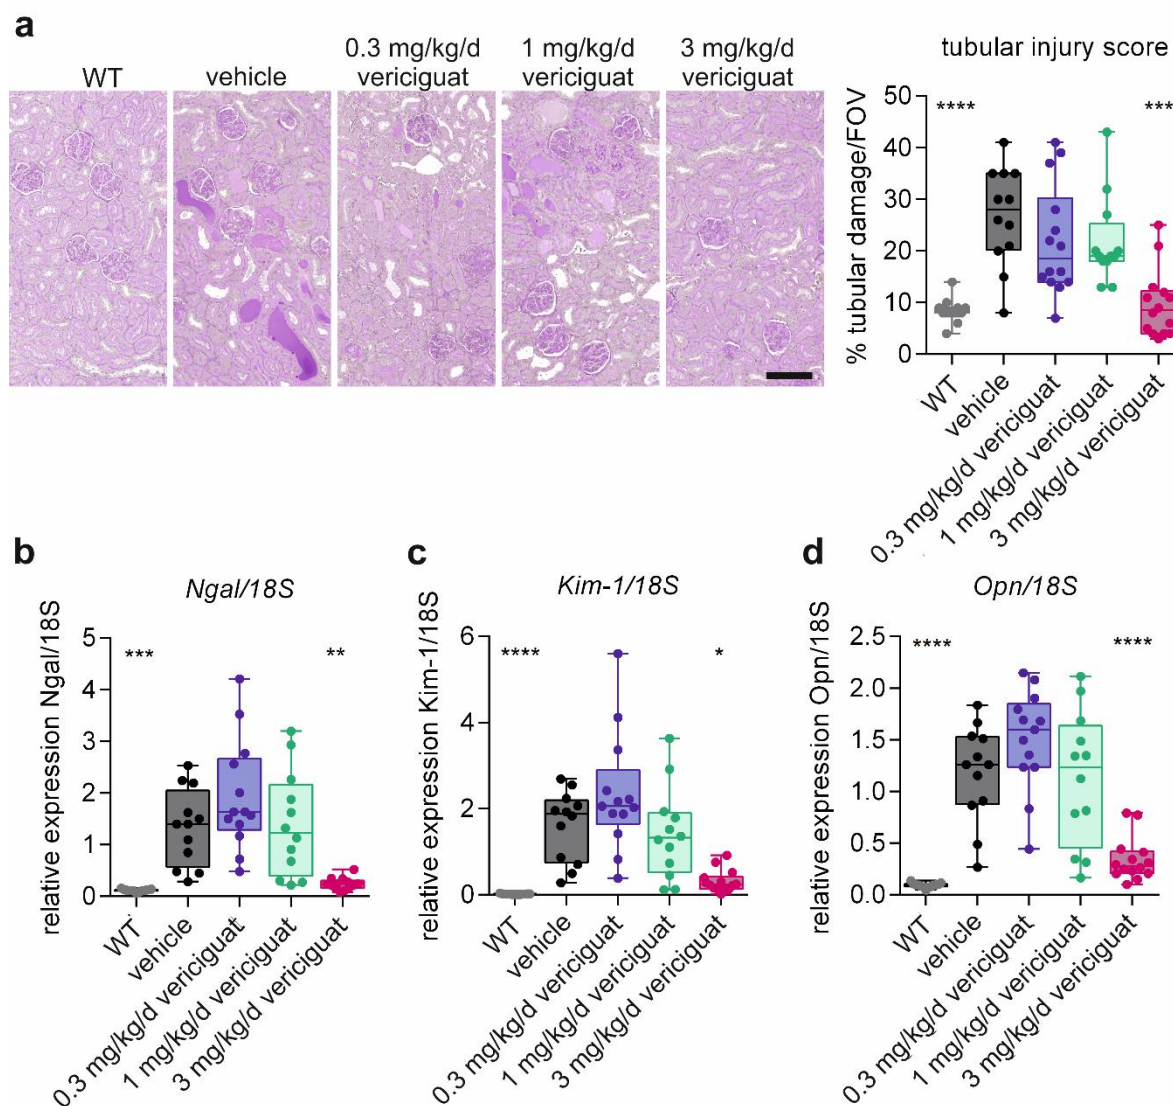 a
WT
vehicle
0.3 mg/kg/d
vericiguat
1 mg/kg/d
vericiguat
3 mg/kg/d
vericiguat
tubular injury score
% tubular damage/FOV
50
40
30
20
10
0
****
***
WT
vehicle
0.3 mg/kg/d vericiguat
1 mg/kg/d vericiguat
3 mg/kg/d vericiguat
b
Ngal/18S
relative expression Ngal/18S
5
4
3
2
1
0
***
**
WT
vehicle
0.3 mg/kg/d vericiguat
1 mg/kg/d vericiguat
3 mg/kg/d vericiguat
c
Kim-1/18S
relative expression Kim-1/18S
6
4
2
0
****
*
WT
vehicle
0.3 mg/kg/d vericiguat
1 mg/kg/d vericiguat
3 mg/kg/d vericiguat
d
Opn/18S
relative expression Opn/18S
2.5
2.0
1.5
1.0
0.5
0.0
****
****
WT
vehicle
0.3 mg/kg/d vericiguat
1 mg/kg/d vericiguat
3 mg/kg/d vericiguat